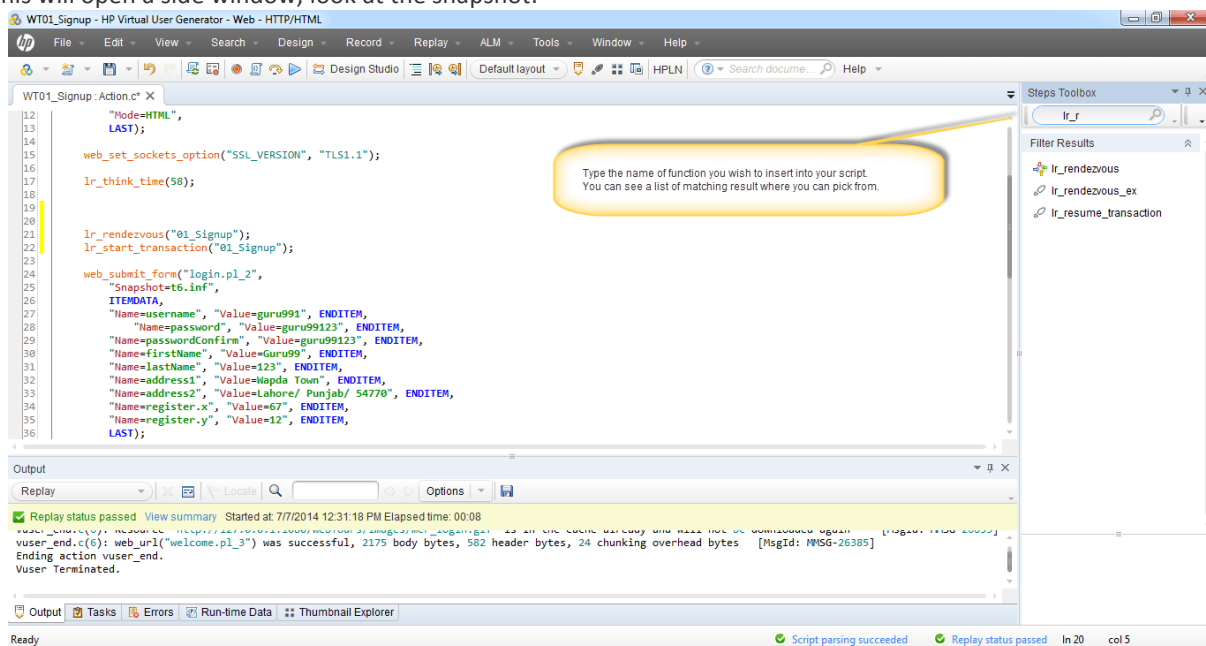 his will open a side window, look at the snapshot:
WT01_Signup - HP Virtual User Generator - Web - HTTP/HTML
hp File Edit View Search Design Record Replay ALM Tools Window Help
Design Studio Default layout HPLN Search docume... Help
WT01_Signup : Action.c*
Steps Toolbox
lr_r
Filter Results
lr_rendezvous
lr_rendezvous_ex
lr_resume_transaction
Type the name of function you wish to insert into your script.
You can see a list of matching result where you can pick from.
12 "Mode=HTML",
13 LAST);
14
15 web_set_sockets_option("SSL_VERSION", "TLS1.1");
16
17 lr_think_time(58);
18
19
20
21 lr_rendezvous("01_Signup");
22 lr_start_transaction("01_Signup");
23
24 web_submit_form("login.pl_2",
25 "Snapshot=t6.inf",
26 ITEMDATA,
27 "Name=username", "Value=guru991", ENDITEM,
28 "Name=password", "Value=guru99123", ENDITEM,
29 "Name=passwordConfirm", "Value=guru99123", ENDITEM,
30 "Name=firstName", "Value=Guru99", ENDITEM,
31 "Name=lastName", "Value=123", ENDITEM,
32 "Name=address1", "Value=Wapda Town", ENDITEM,
33 "Name=address2", "Value=Lahore/ Punjab/ 54770", ENDITEM,
34 "Name=register.x", "Value=67", ENDITEM,
35 "Name=register.y", "Value=12", ENDITEM,
36 LAST);
Output
Replay Locate Options
Replay status passed View summary Started at: 7/7/2014 12:31:18 PM Elapsed time: 00:08
vuser_end.c(6): web_url("welcome.pl_3") was successful, 2175 body bytes, 582 header bytes, 24 chunking overhead bytes [MsgId: MMSG-26385]
Ending action vuser_end.
Vuser Terminated.
Output Tasks Errors Run-time Data Thumbnail Explorer
Ready Script parsing succeeded Replay status passed ln 20 col 5